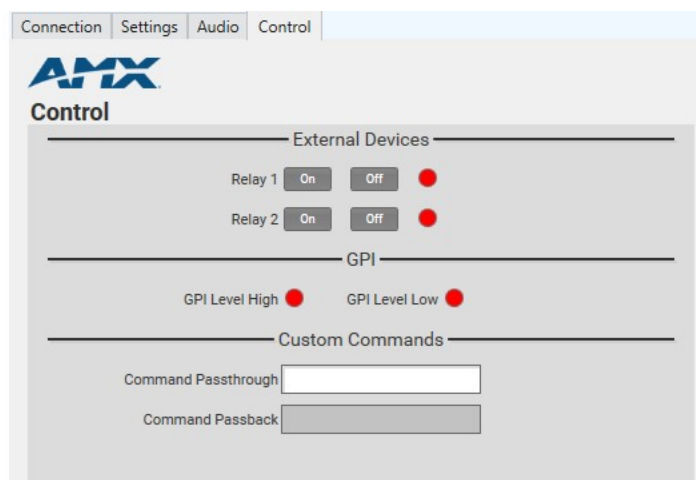 Connection Settings Audio Control
AMX
Control
External Devices
Relay 1 On Off
Relay 2 On Off
GPI
GPI Level High GPI Level Low
Custom Commands
Command Passthrough
Command Passback